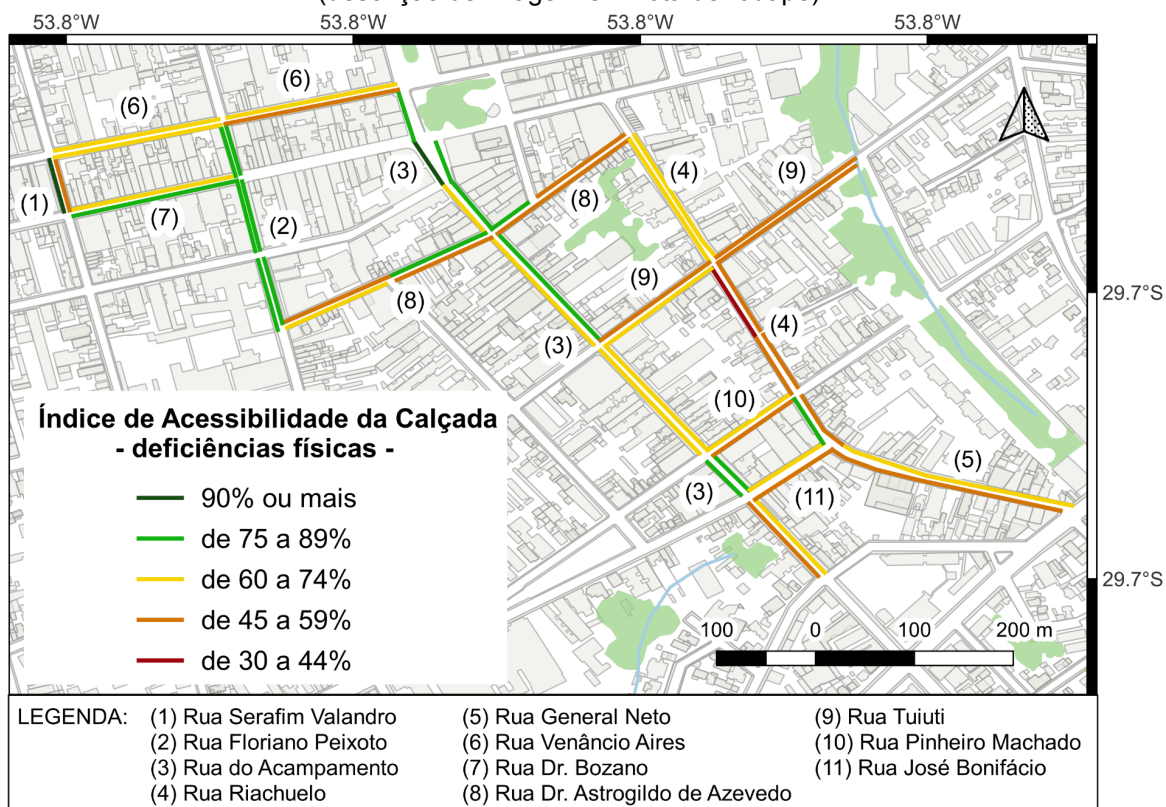 53.8°W 53.8°W 53.8°W 53.8°W
(6)
(6)
(3)
(4)
(9)
(1)
(8)
(7)
(2)
(9)
(8)
29.7°S
(4)
(3)
(10)
Índice de Acessibilidade da Calçada
- deficiências físicas -
(5)
90% ou mais
(3)
(11)
de 75 a 89%
de 60 a 74%
29.7°S
de 45 a 59%
100 0 100 200 m
de 30 a 44%
LEGENDA:
(1) Rua Serafim Valandro
(2) Rua Floriano Peixoto
(3) Rua do Acampamento
(4) Rua Riachuelo
(5) Rua General Neto
(6) Rua Venâncio Aires
(7) Rua Dr. Bozano
(8) Rua Dr. Astrogildo de Azevedo
(9) Rua Tuiuti
(10) Rua Pinheiro Machado
(11) Rua José Bonifácio